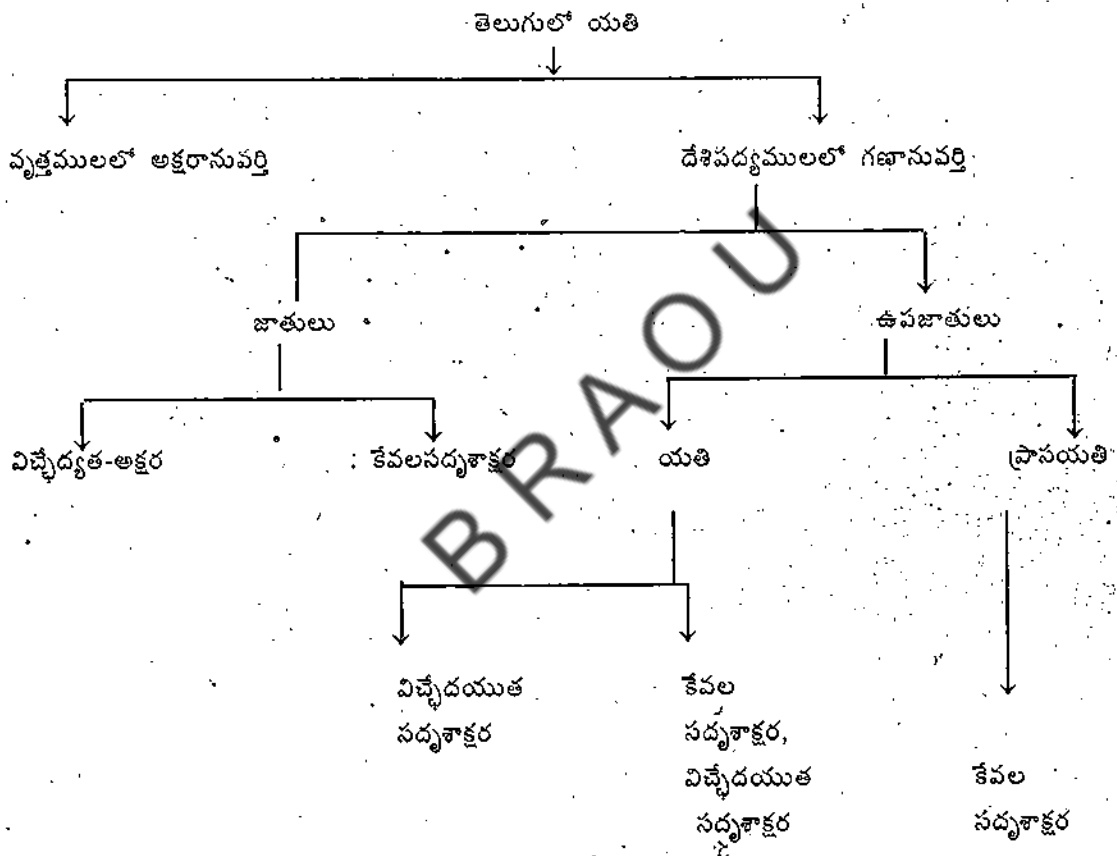 తెలుగులో యతి
వృత్తములలో అక్షరానువర్తి
దేశిపద్యములలో గణానువర్తి
జాతులు
ఉపజాతులు
విచ్ఛేద్యత-అక్షర
కేవలసదృశాక్షర
యతి
ప్రాసయతి
విచ్ఛేదయుత
సదృశాక్షర
కేవల
సదృశాక్షర,
విచ్ఛేదయుత
సదృశాక్షర
కేవల
సదృశాక్షర
BRAOU